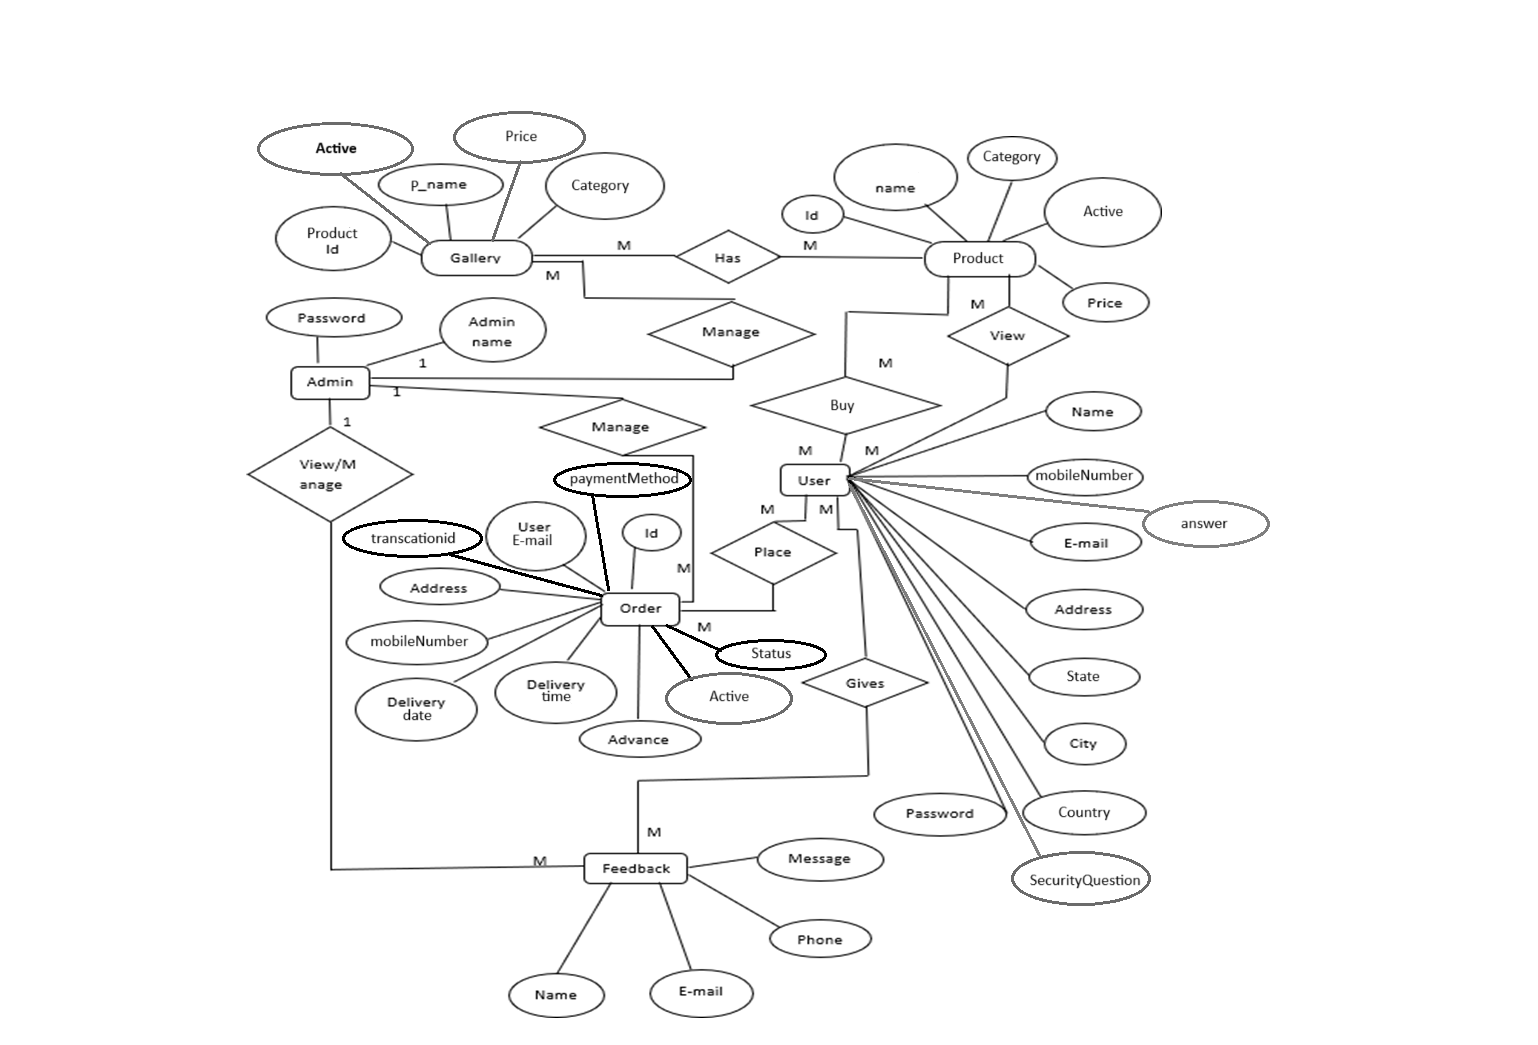 Active
Price
P_name
Category
Product
Id
Gallery
M
Has
M
Id
name
Category
Active
Product
Price
M
Manage
M
View
Password
Admin
name
1
Admin
1
1
View/M
anage
Manage
M
Buy
M
M
User
Name
mobileNumber
answer
E-mail
Address
State
City
Country
Password
SecurityQuestion
paymentMethod
transcationid
User
E-mail
Id
M
M
M
Place
Address
Order
M
mobileNumber
Status
Delivery
date
Delivery
time
Active
Advance
Gives
M
M
Feedback
Message
Phone
Name
E-mail